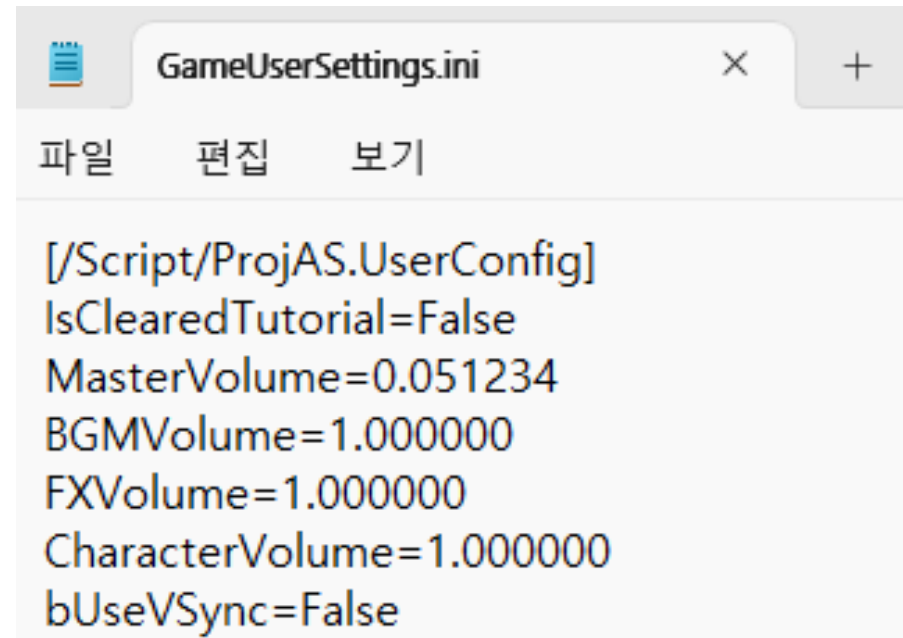 GameUserSettings.ini
파일 편집 보기
[/Script/ProjAS.UserConfig]
IsClearedTutorial=False
MasterVolume=0.051234
BGMVolume=1.000000
FXVolume=1.000000
CharacterVolume=1.000000
bUseVSync=False